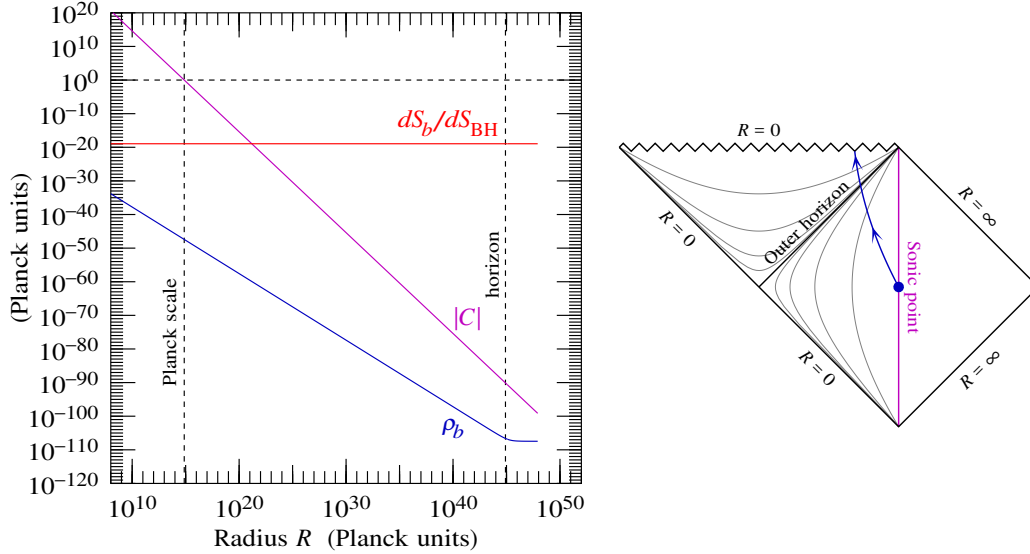 10^20
10^10
10^0
10^−10
10^−20
10^−30
10^−40
10^−50
10^−60
10^−70
10^−80
10^−90
10^−100
10^−110
10^−120
(Planck units)
dS_b/dS_BH
|C|
ρ_b
Planck scale
horizon
10^10
10^20
10^30
10^40
10^50
Radius R (Planck units)
R = 0
Outer horizon
R = 0
R = 0
Sonic point
R = ∞
R = ∞